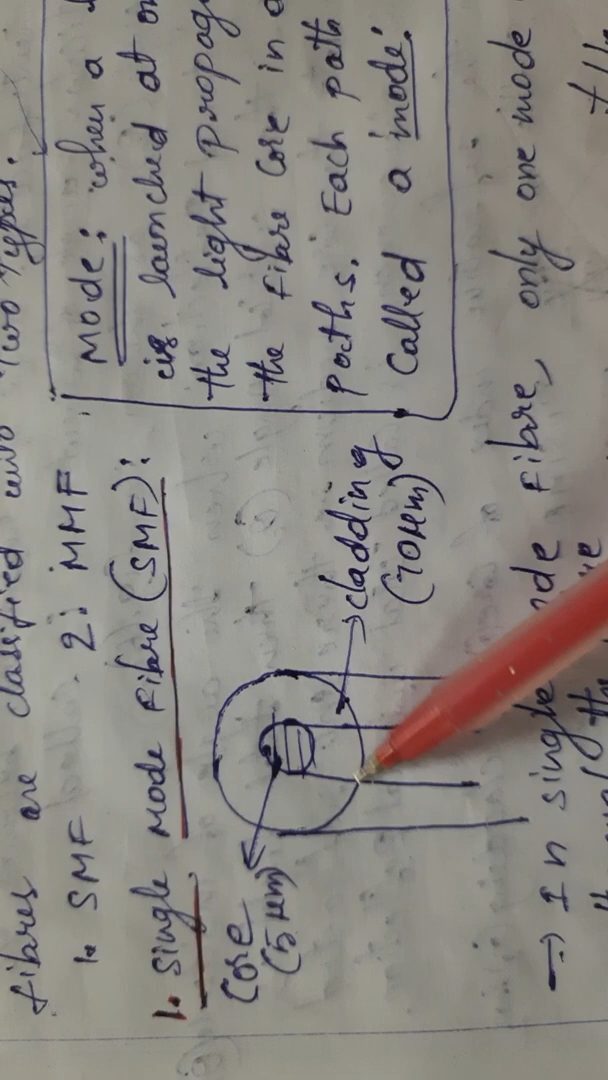 fibres are classified into two types.
1. SMF 2. MMF
Mode: when a
is launched at on
the light propag
the fibre core in
paths. Each path
called a mode.
1. Single Mode Fibre (SMF):
Core
(5 μm)
cladding
(70 μm)
→ In single mode Fibre, only one mode